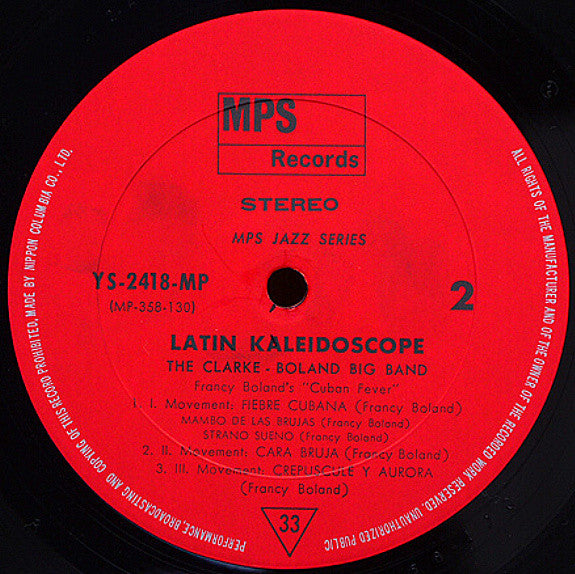 MPS
Records
STEREO
MPS JAZZ SERIES
YS-2418-MP
(MP-358-130)
2
LATIN KALEIDOSCOPE
THE CLARKE - BOLAND BIG BAND
Francy Boland's "Cuban Fever"
1. I. Movement: FIEBRE CUBANA (Francy Boland)
MAMBO DE LAS BRUJAS (Francy Boland)
STRANO SUENO (Francy Boland)
2. II. Movement: CARA BRUJA (Francy Boland)
3. III. Movement: CREPUSCULE Y AURORA
(Francy Boland)
33
ALL RIGHTS OF THE MANUFACTURER AND OF THE OWNER OF THE RECORDED WORK RESERVED. UNAUTHORIZED PUBLIC
PERFORMANCE, BROADCASTING AND COPYING OF THIS RECORD PROHIBITED, MADE BY NIPPON COLUMBIA CO., LTD.